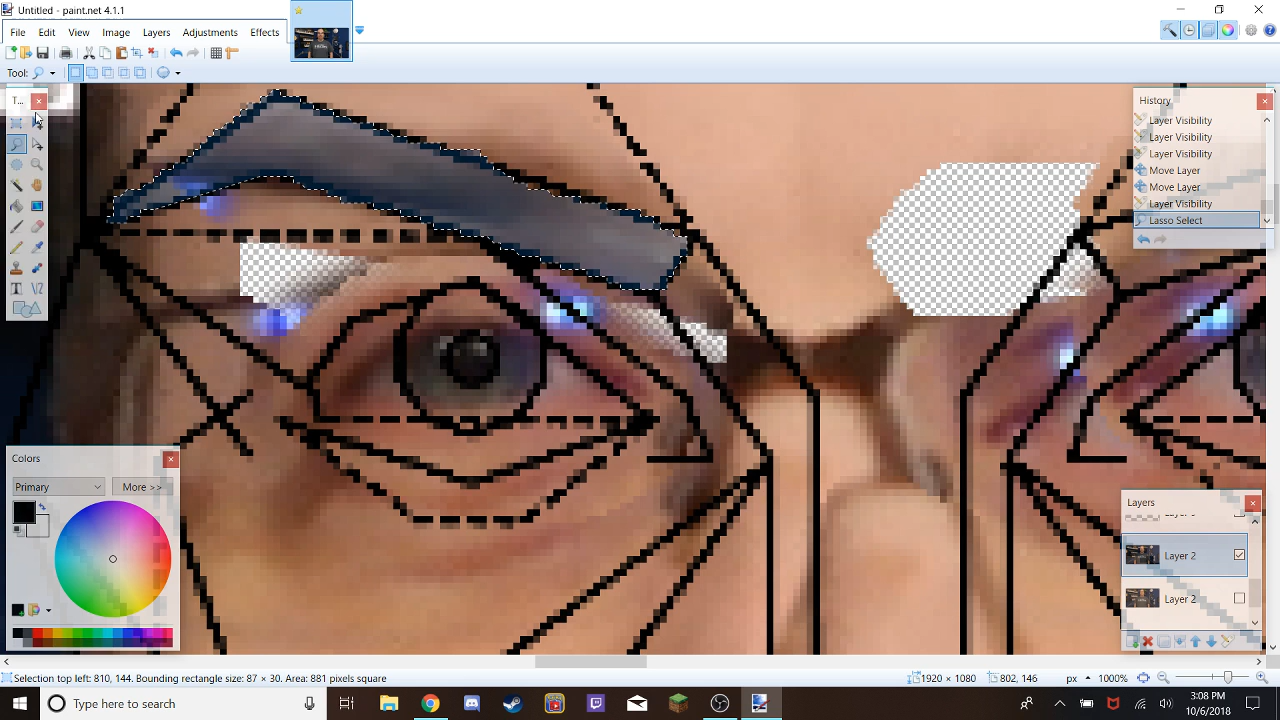 Untitled - paint.net 4.1.1
File Edit View Image Layers Adjustments Effects
Tool:
T...
History
Layer Visibility
Layer Visibility
Layer Visibility
Move Layer
Move Layer
Layer Visibility
Lasso Select
Colors
Primary
More >>
Layers
Layer 2
Layer 2
Selection top left: 810, 144. Bounding rectangle size: 87 × 30. Area: 881 pixels square
1920 × 1080
802, 146
px
1000%
Type here to search
3:08 PM
10/6/2018